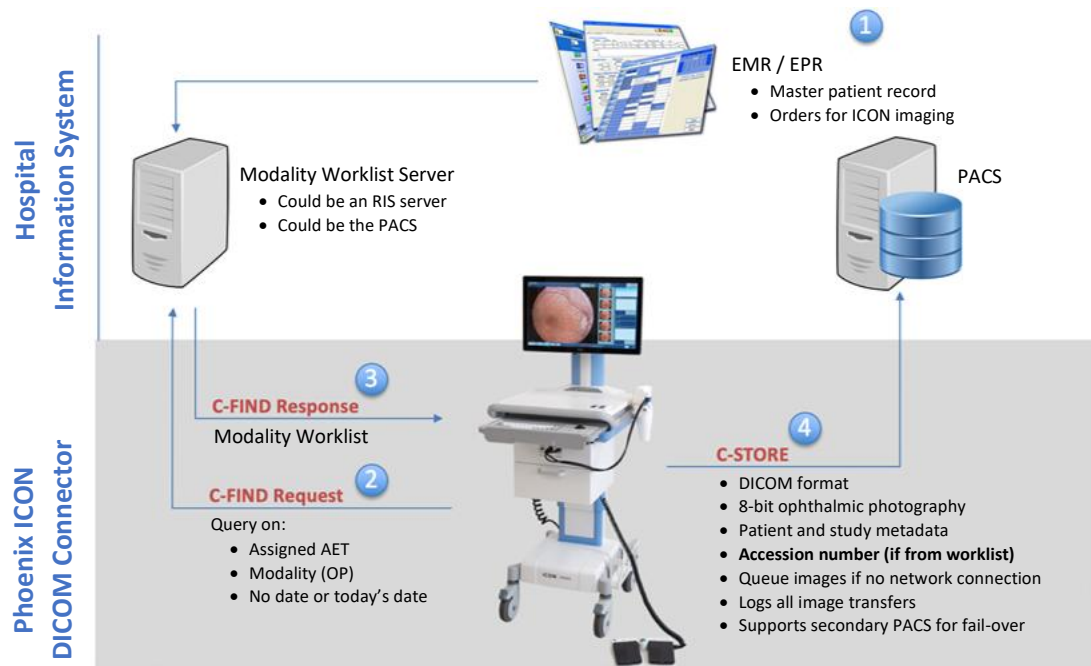 Hospital
Information System
1
EMR / EPR
• Master patient record
• Orders for ICON imaging
Modality Worklist Server
• Could be an RIS server
• Could be the PACS
PACS
Phoenix ICON
DICOM Connector
3
C-FIND Response
Modality Worklist
2
C-FIND Request
Query on:
• Assigned AET
• Modality (OP)
• No date or today’s date
ICON
4
C-STORE
• DICOM format
• 8-bit ophthalmic photography
• Patient and study metadata
• Accession number (if from worklist)
• Queue images if no network connection
• Logs all image transfers
• Supports secondary PACS for fail-over